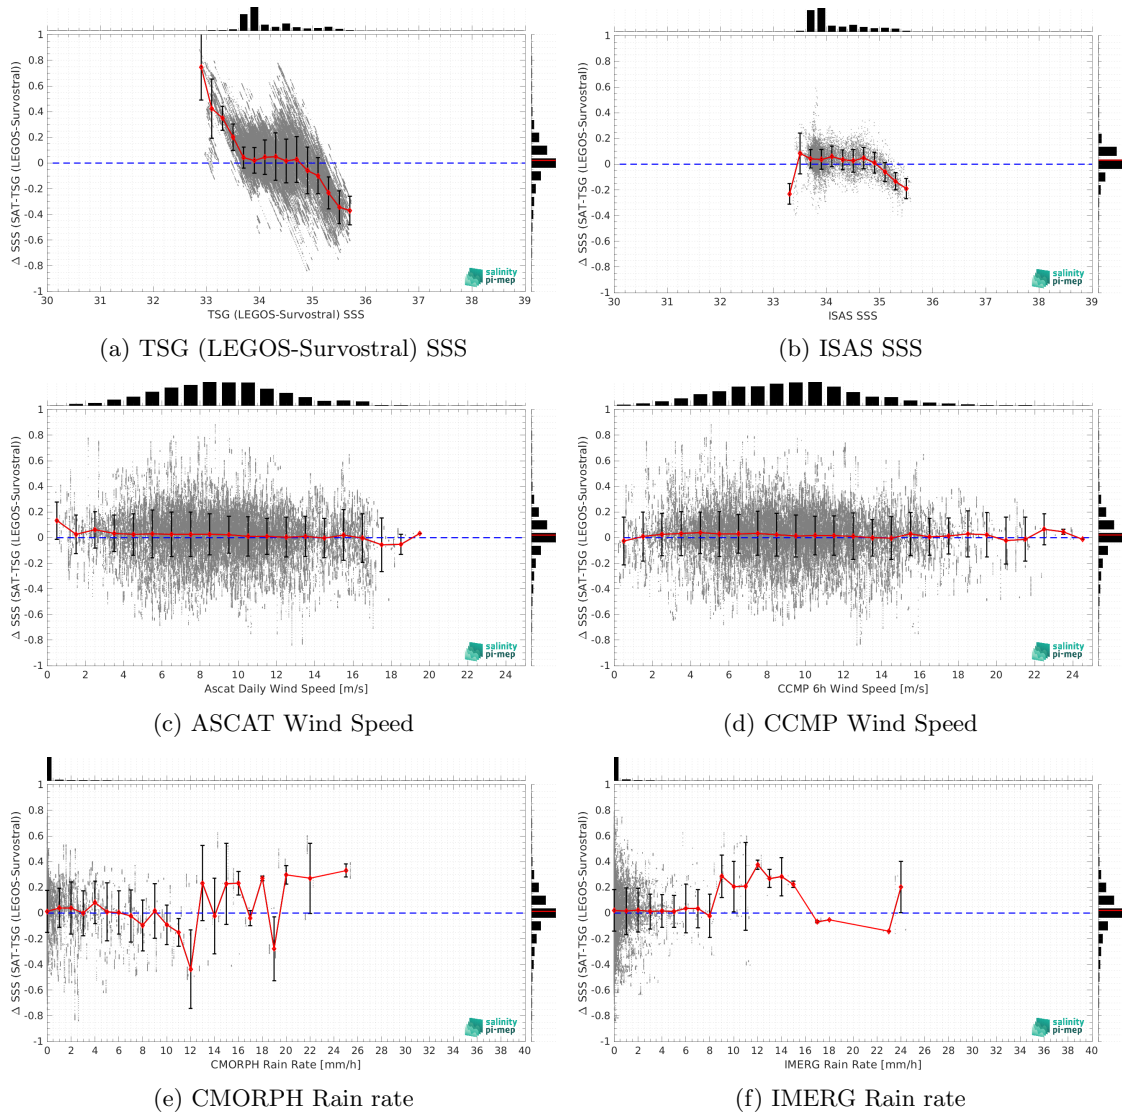 Δ SSS (SAT-TSG (LEGOS-Survostral))
1
0.8
0.6
0.4
0.2
0
-0.2
-0.4
-0.6
-0.8
-1
30 31 32 33 34 35 36 37 38 39
TSG (LEGOS-Survostral) SSS
salinity
pi-mep
(a) TSG (LEGOS-Survostral) SSS
Δ SSS (SAT-TSG (LEGOS-Survostral))
1
0.8
0.6
0.4
0.2
0
-0.2
-0.4
-0.6
-0.8
-1
30 31 32 33 34 35 36 37 38 39
ISAS SSS
salinity
pi-mep
(b) ISAS SSS
Δ SSS (SAT-TSG (LEGOS-Survostral))
1
0.8
0.6
0.4
0.2
0
-0.2
-0.4
-0.6
-0.8
-1
0 2 4 6 8 10 12 14 16 18 20 22 24
Ascat Daily Wind Speed [m/s]
salinity
pi-mep
(c) ASCAT Wind Speed
Δ SSS (SAT-TSG (LEGOS-Survostral))
1
0.8
0.6
0.4
0.2
0
-0.2
-0.4
-0.6
-0.8
-1
0 2 4 6 8 10 12 14 16 18 20 22 24
CCMP 6h Wind Speed [m/s]
salinity
pi-mep
(d) CCMP Wind Speed
Δ SSS (SAT-TSG (LEGOS-Survostral))
1
0.8
0.6
0.4
0.2
0
-0.2
-0.4
-0.6
-0.8
-1
0 2 4 6 8 10 12 14 16 18 20 22 24 26 28 30 32 34 36 38 40
CMORPH Rain Rate [mm/h]
salinity
pi-mep
(e) CMORPH Rain rate
Δ SSS (SAT-TSG (LEGOS-Survostral))
1
0.8
0.6
0.4
0.2
0
-0.2
-0.4
-0.6
-0.8
-1
0 2 4 6 8 10 12 14 16 18 20 22 24 26 28 30 32 34 36 38 40
IMERG Rain Rate [mm/h]
salinity
pi-mep
(f) IMERG Rain rate